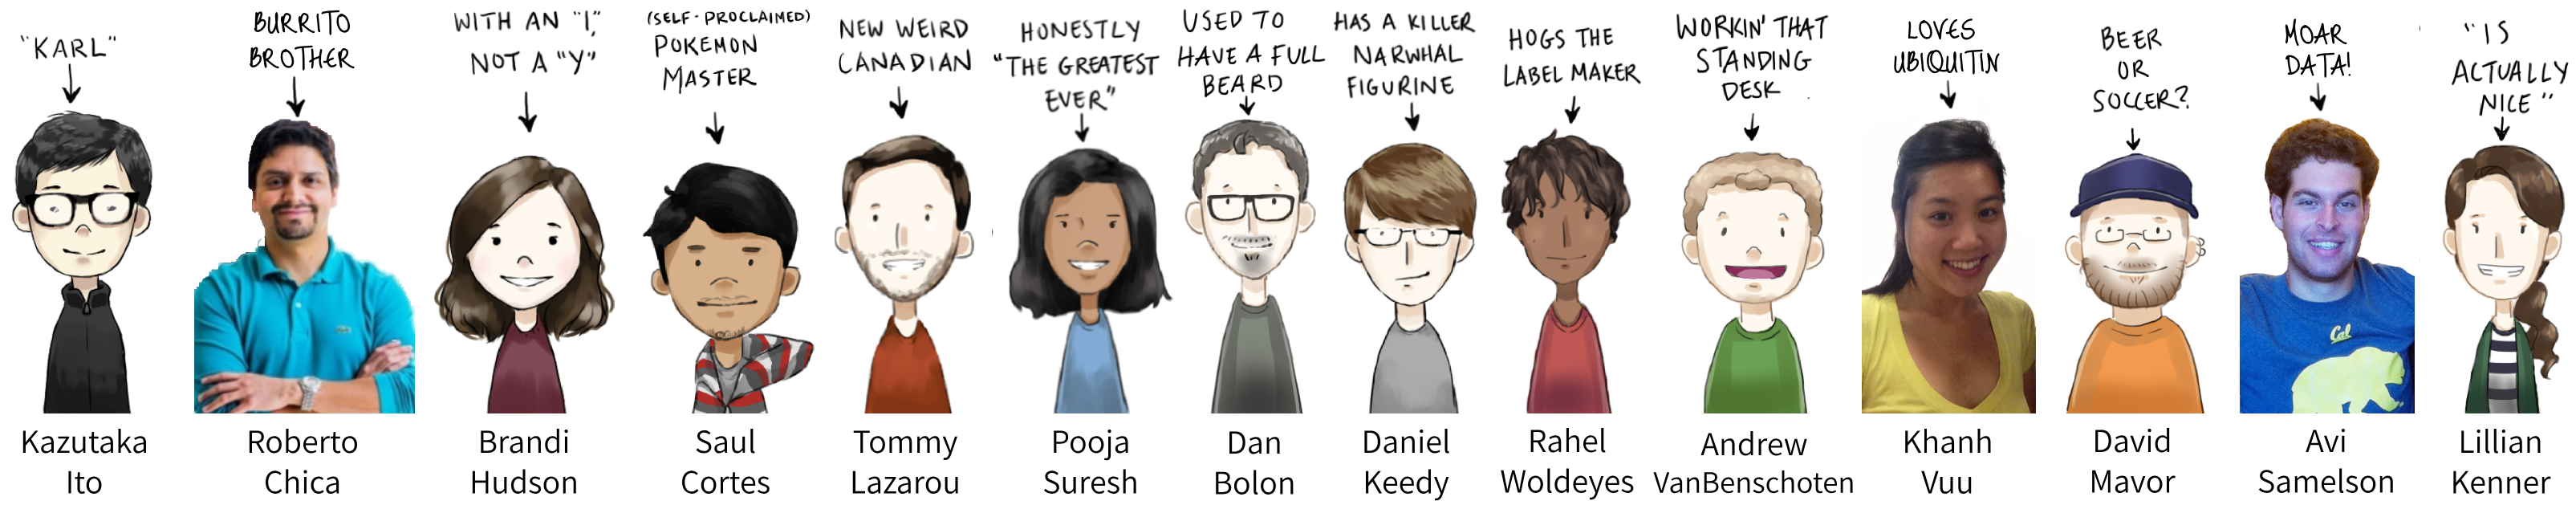 "KARL"
BURRITO
BROTHER
WITH AN "I,"
NOT A "Y"
(SELF-PROCLAIMED)
POKEMON
MASTER
NEW WEIRD
CANADIAN
HONESTLY
"THE GREATEST
EVER"
USED TO
HAVE A FULL
BEARD
HAS A KILLER
NARWHAL
FIGURINE
HOGS THE
LABEL MAKER
WORKIN' THAT
STANDING
DESK
LOVES
UBIQUITIN
BEER
OR
SOCCER?
MOAR
DATA!
"IS
ACTUALLY
NICE"
Cal
Kazutaka
Ito
Roberto
Chica
Brandi
Hudson
Saul
Cortes
Tommy
Lazarou
Pooja
Suresh
Dan
Bolon
Daniel
Keedy
Rahel
Woldeyes
Andrew
VanBenschoten
Khanh
Vuu
David
Mavor
Avi
Samelson
Lillian
Kenner